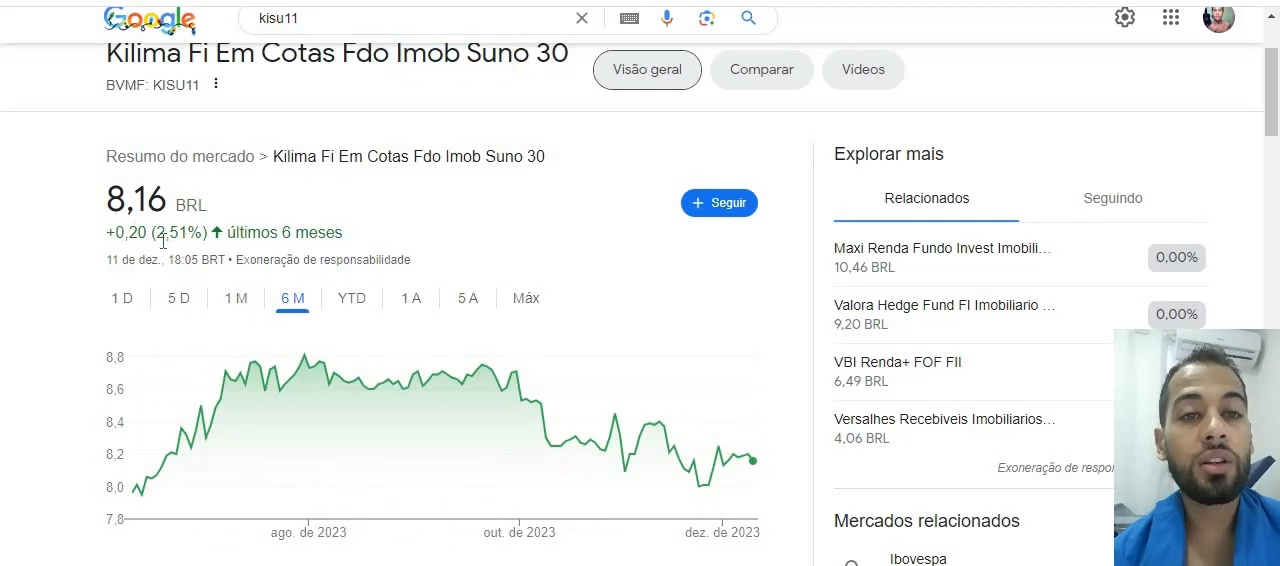 Google
kisu11
Kilima Fi Em Cotas Fdo Imob Suno 30
BVMF: KISU11
Visão geral
Comparar
Vídeos
Resumo do mercado > Kilima Fi Em Cotas Fdo Imob Suno 30
8,16 BRL
+ Seguir
+0,20 (2,51%) ↑ últimos 6 meses
11 de dez., 18:05 BRT • Exoneração de responsabilidade
1 D
5 D
1 M
6 M
YTD
1 A
5 A
Máx
8,8
8,6
8,4
8,2
8,0
7,8
ago. de 2023
out. de 2023
dez. de 2023
Explorar mais
Relacionados
Seguindo
Maxi Renda Fundo Invest Imobili...
10,46 BRL
0,00%
Valora Hedge Fund FI Imobiliario ...
9,20 BRL
0,00%
VBI Renda+ FOF FII
6,49 BRL
Versalhes Recebiveis Imobiliarios...
4,06 BRL
Exoneração de respon
Mercados relacionados
Ibovespa